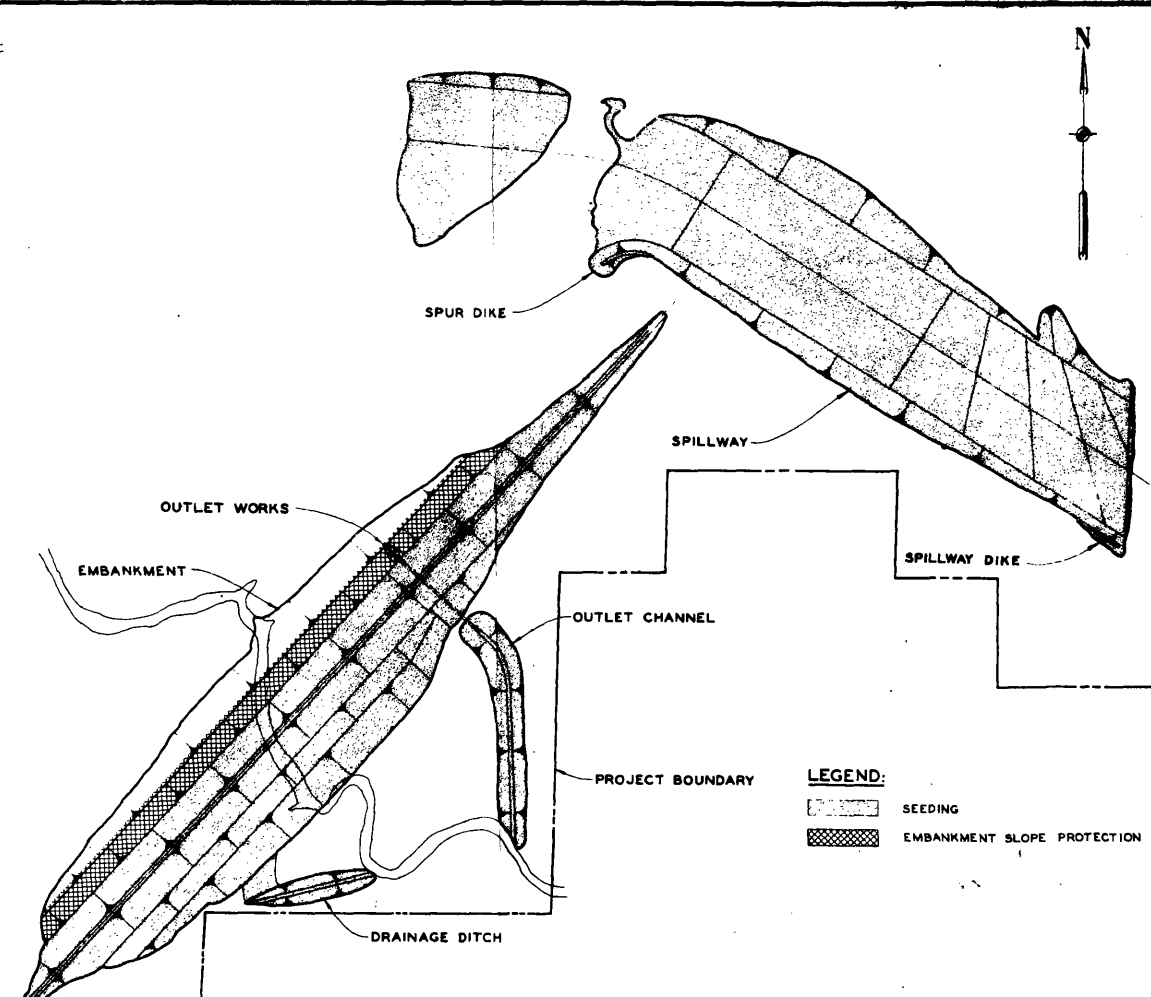 N
SPUR DIKE
SPILLWAY
OUTLET WORKS
EMBANKMENT
SPILLWAY DIKE
OUTLET CHANNEL
PROJECT BOUNDARY
LEGEND:
SEEDING
EMBANKMENT SLOPE PROTECTION
DRAINAGE DITCH